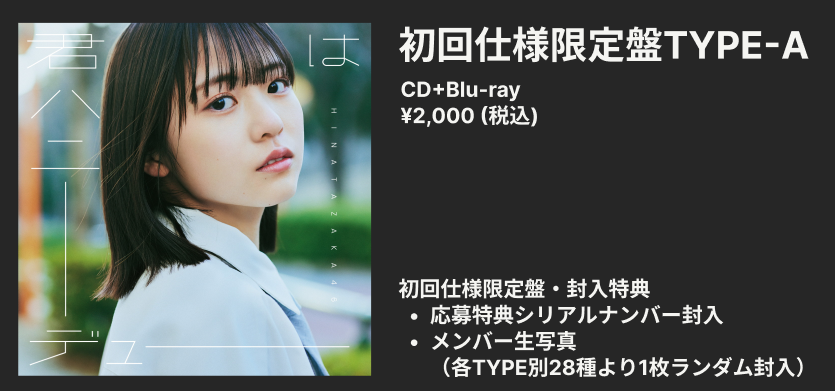 君はハニーデュー
HINATAZAKA46
初回仕様限定盤TYPE-A
CD+Blu-ray
¥2,000 (税込)
初回仕様限定盤・封入特典
• 応募特典シリアルナンバー封入
• メンバー生写真
（各TYPE別28種より1枚ランダム封入）